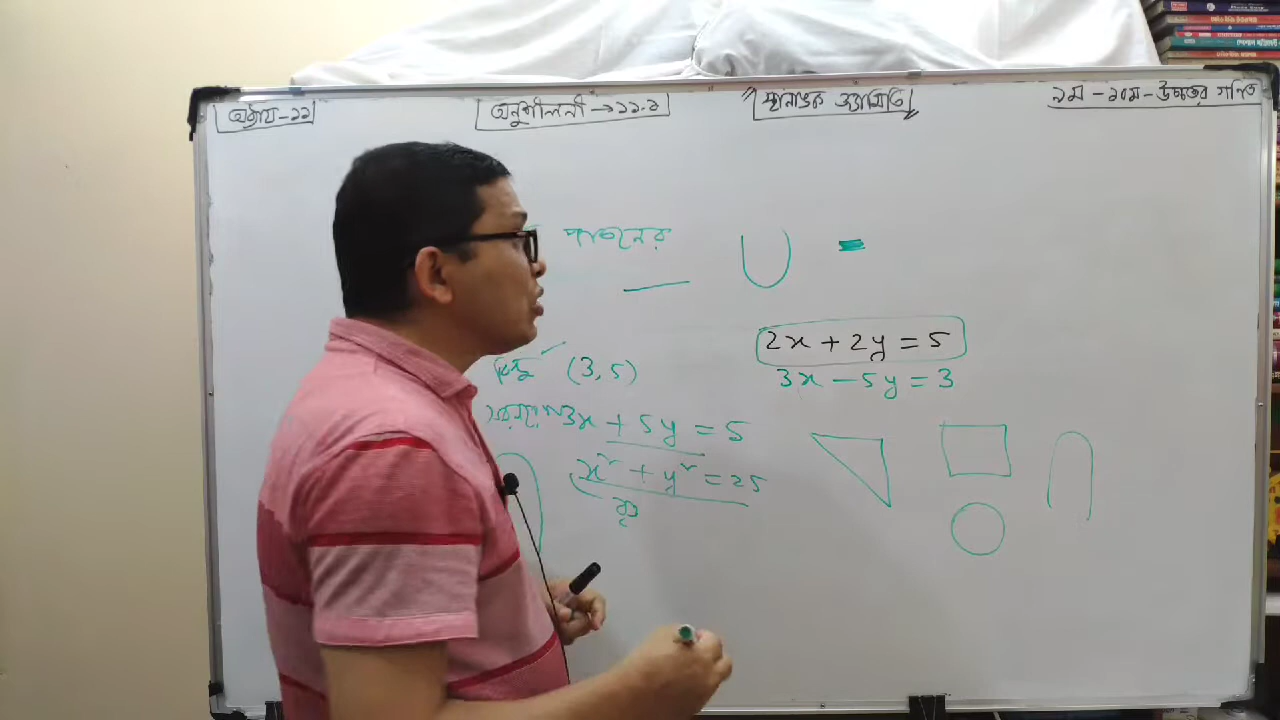 অধ্যায় - ১১
অনুশীলনী → ১১.১
"স্থানাঙ্ক জ্যামিতি"
৯ম - ১০ম - উচ্চতর গণিত
2x + 2y = 5
3x - 5y = 3
বিন্দু (3, 5)
3x + 5y = 5
x² + y² = 25
বৃত্ত